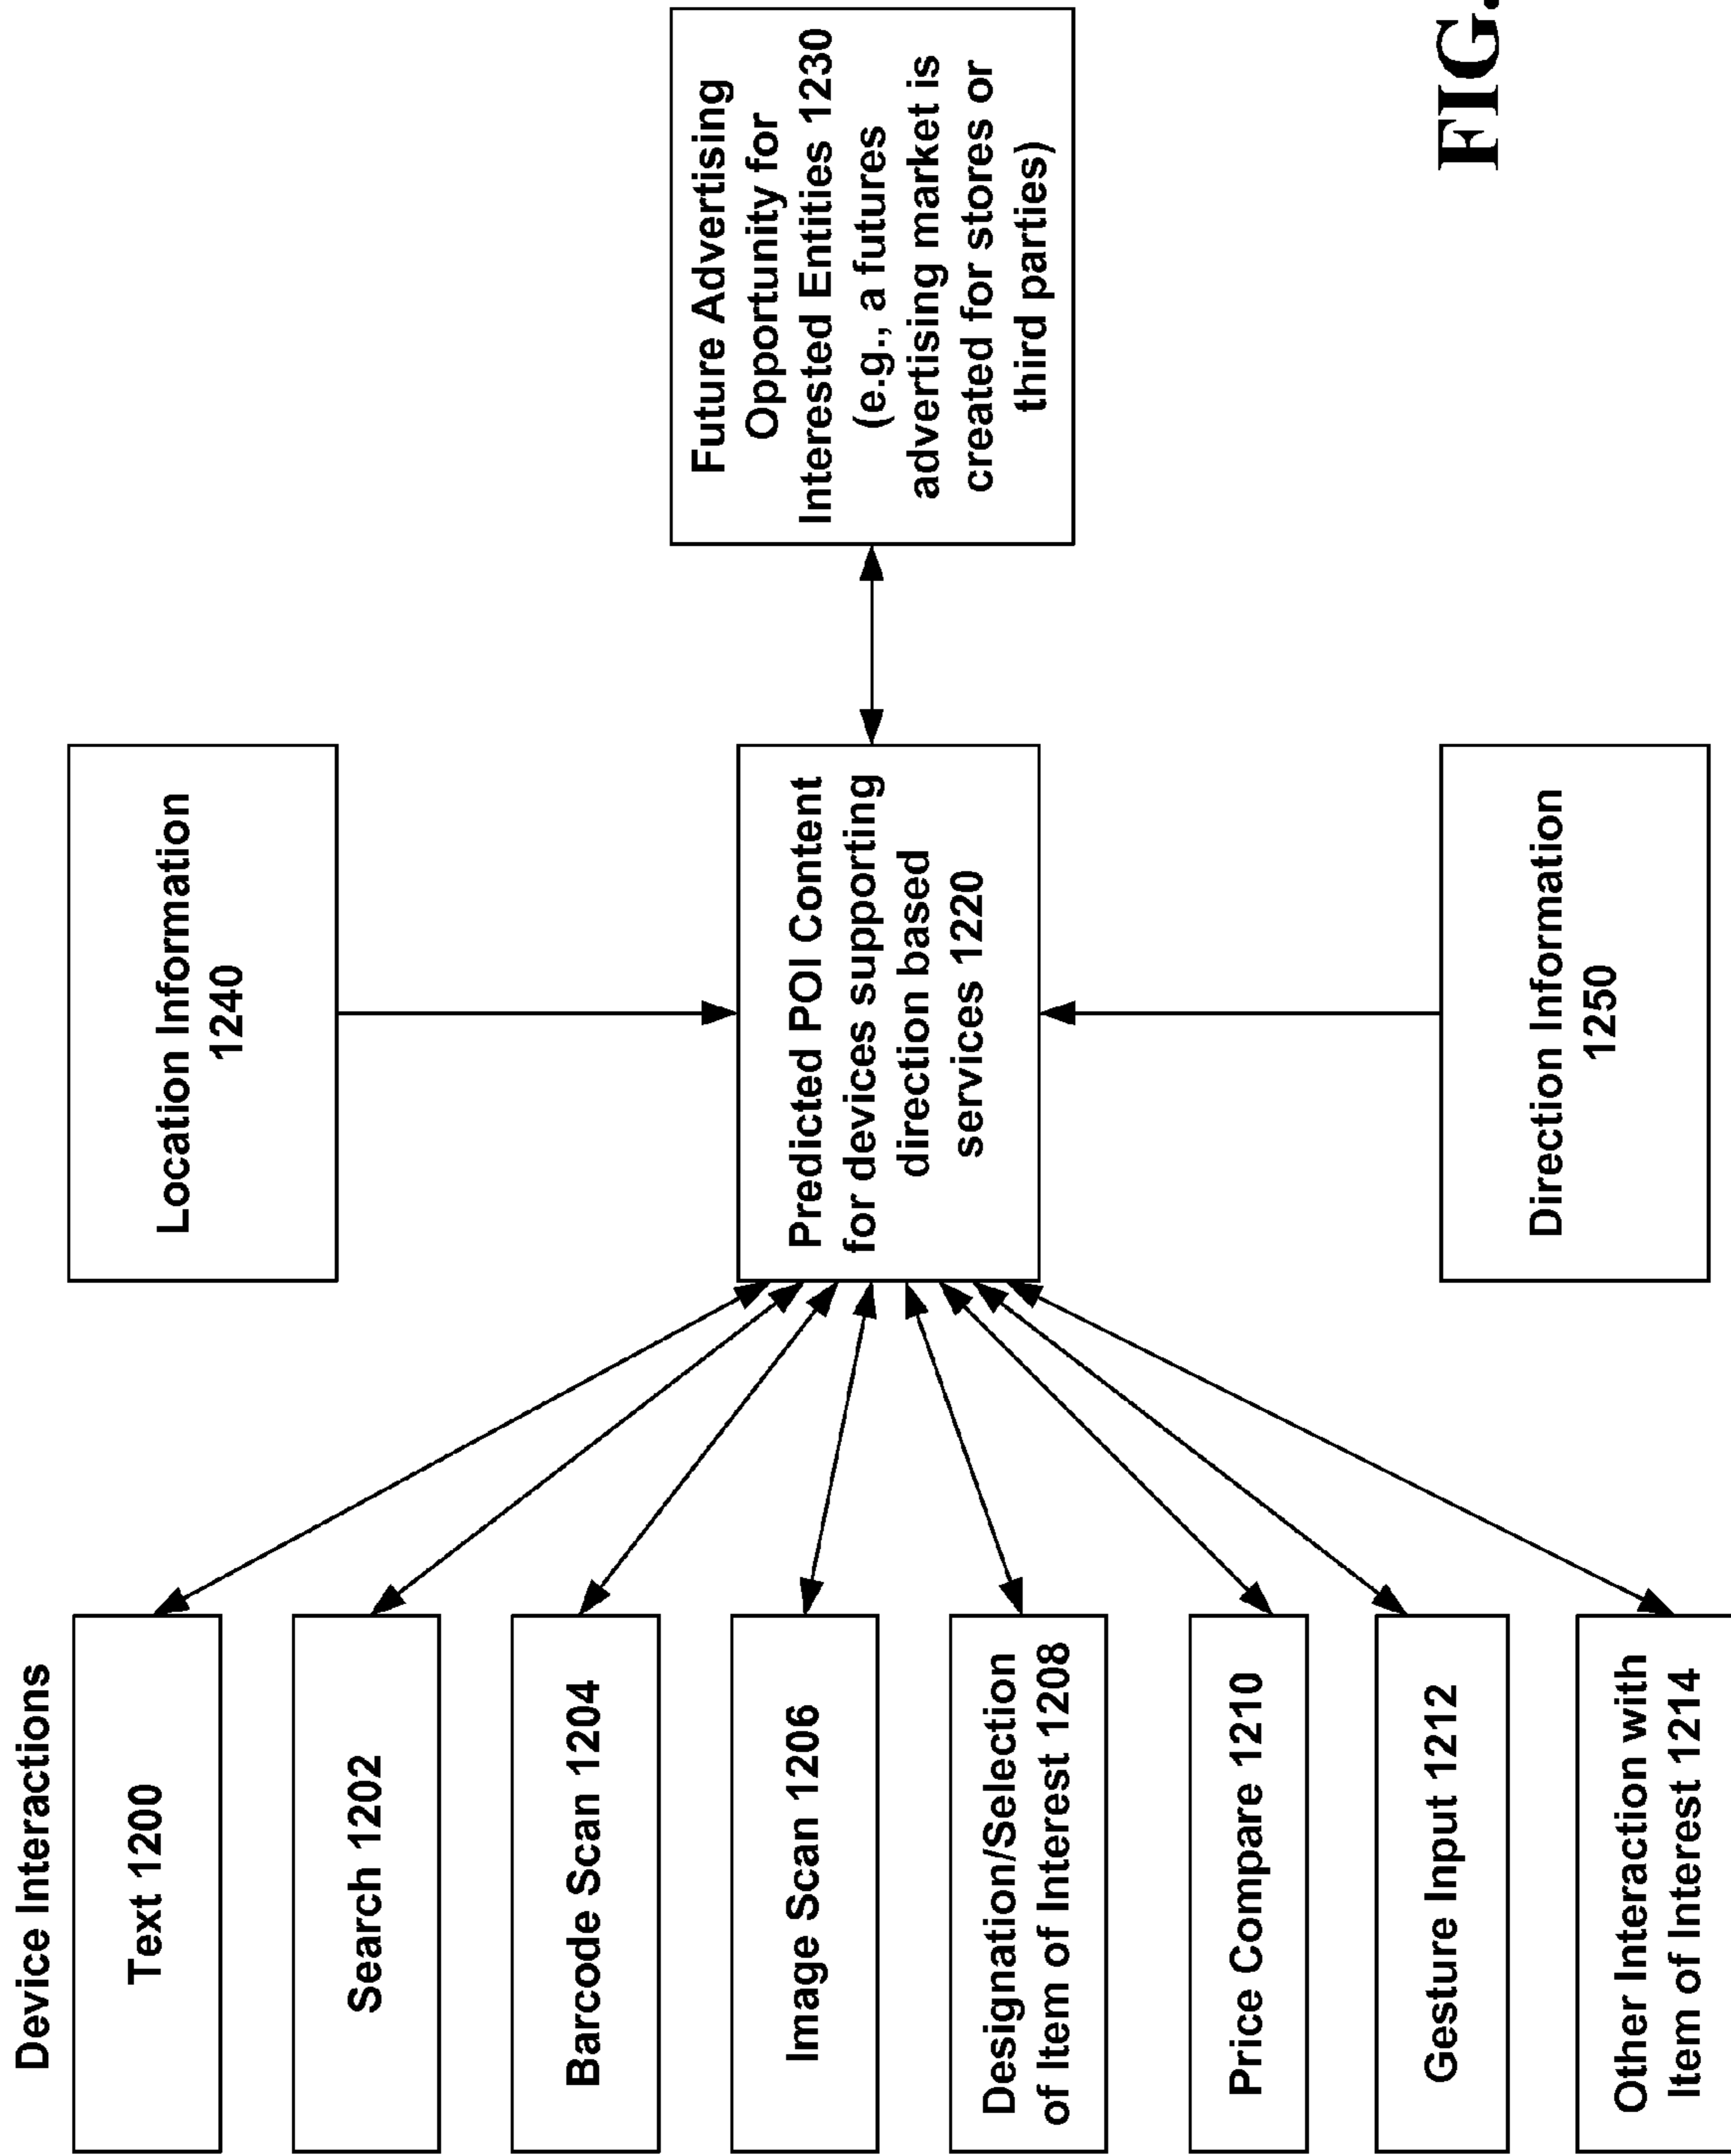 Device Interactions
Text 1200
Search 1202
Barcode Scan 1204
Image Scan 1206
Designation/Selection
of Item of Interest 1208
Price Compare 1210
Gesture Input 1212
Other Interaction with
Item of Interest 1214
Location Information
1240
Predicted POI Content
for devices supporting
direction based
services 1220
Direction Information
1250
Future Advertising
Opportunity for
Interested Entities 1230
(e.g., a futures
advertising market is
created for stores or
third parties)
FIG.